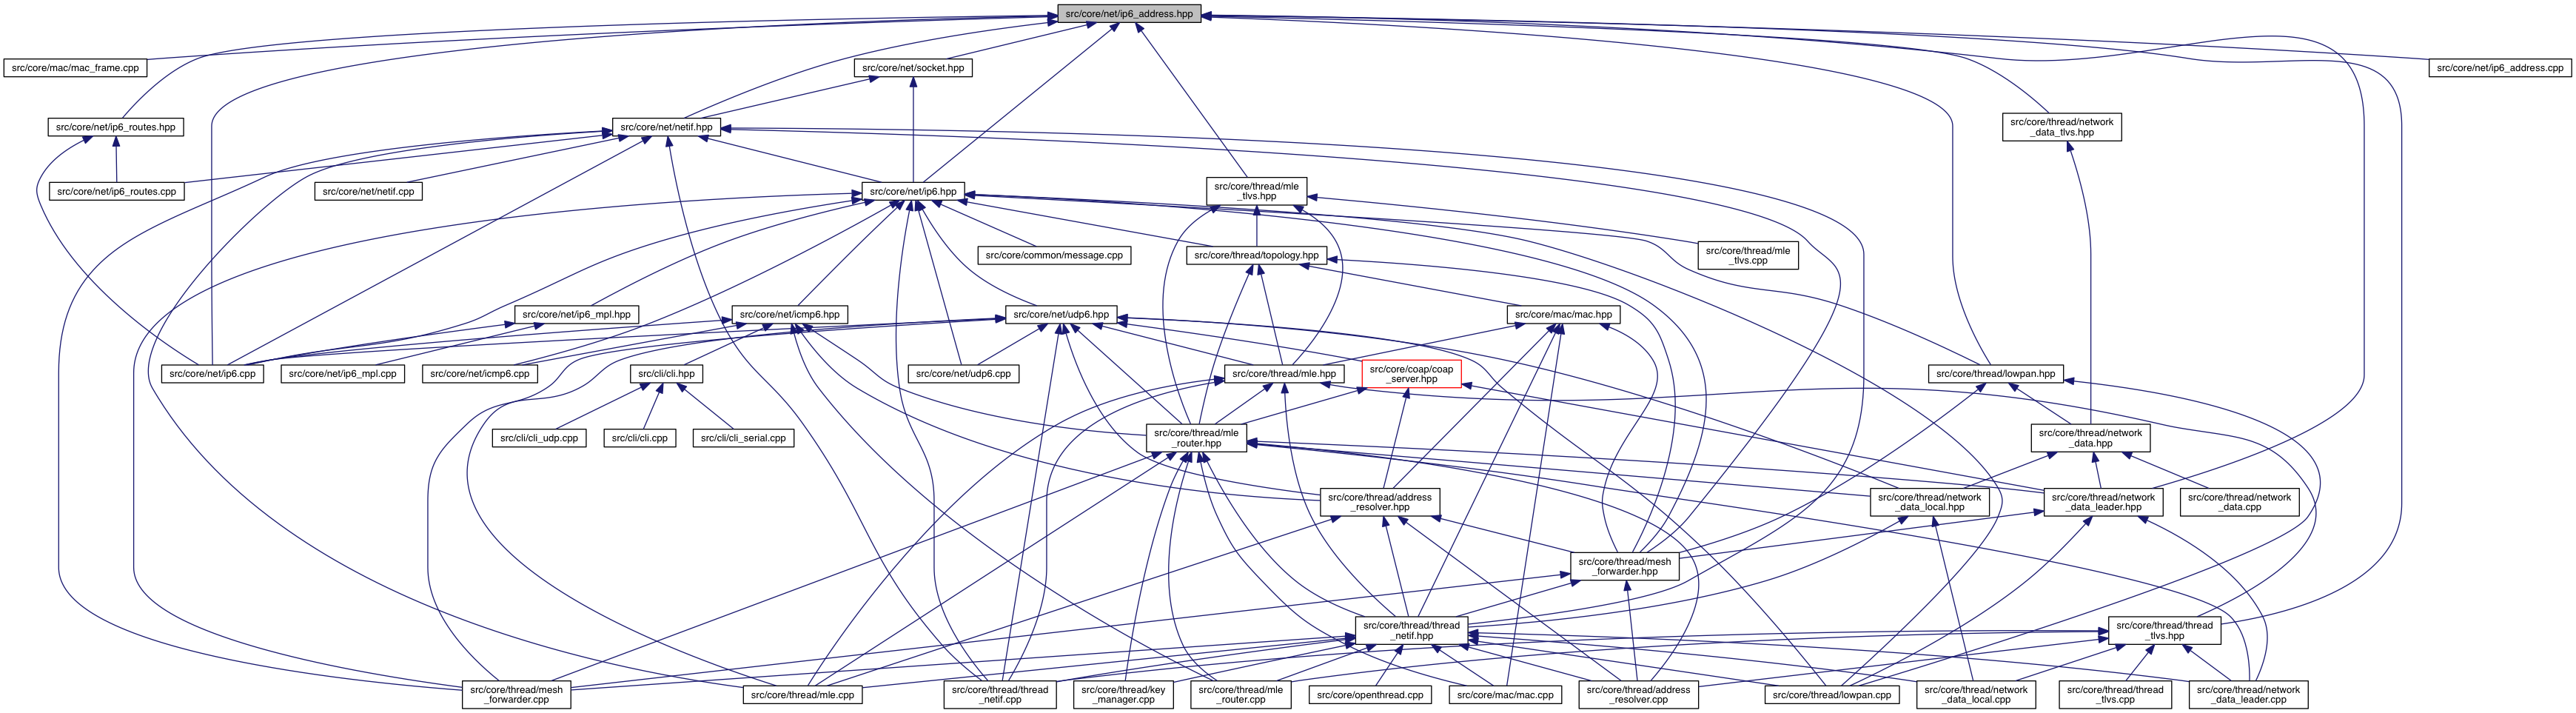 src/core/net/ip6_address.hpp
src/core/mac/mac_frame.cpp
src/core/net/socket.hpp
src/core/net/ip6_address.cpp
src/core/net/ip6_routes.hpp
src/core/net/netif.hpp
src/core/thread/network
_data_tlvs.hpp
src/core/net/ip6_routes.cpp
src/core/net/netif.cpp
src/core/net/ip6.hpp
src/core/thread/mle
_tlvs.hpp
src/core/common/message.cpp
src/core/thread/topology.hpp
src/core/thread/mle
_tlvs.cpp
src/core/net/ip6_mpl.hpp
src/core/net/icmp6.hpp
src/core/net/udp6.hpp
src/core/mac/mac.hpp
src/core/net/ip6.cpp
src/core/net/ip6_mpl.cpp
src/core/net/icmp6.cpp
src/cli/cli.hpp
src/core/net/udp6.cpp
src/core/thread/mle.hpp
src/core/coap/coap
_server.hpp
src/core/thread/lowpan.hpp
src/cli/cli_udp.cpp
src/cli/cli.cpp
src/cli/cli_serial.cpp
src/core/thread/mle
_router.hpp
src/core/thread/network
_data.hpp
src/core/thread/address
_resolver.hpp
src/core/thread/network
_data_local.hpp
src/core/thread/network
_data_leader.hpp
src/core/thread/network
_data.cpp
src/core/thread/mesh
_forwarder.hpp
src/core/thread/thread
_netif.hpp
src/core/thread/thread
_tlvs.hpp
src/core/thread/mesh
_forwarder.cpp
src/core/thread/mle.cpp
src/core/thread/thread
_netif.cpp
src/core/thread/key
_manager.cpp
src/core/thread/mle
_router.cpp
src/core/openthread.cpp
src/core/mac/mac.cpp
src/core/thread/address
_resolver.cpp
src/core/thread/lowpan.cpp
src/core/thread/network
_data_local.cpp
src/core/thread/thread
_tlvs.cpp
src/core/thread/network
_data_leader.cpp